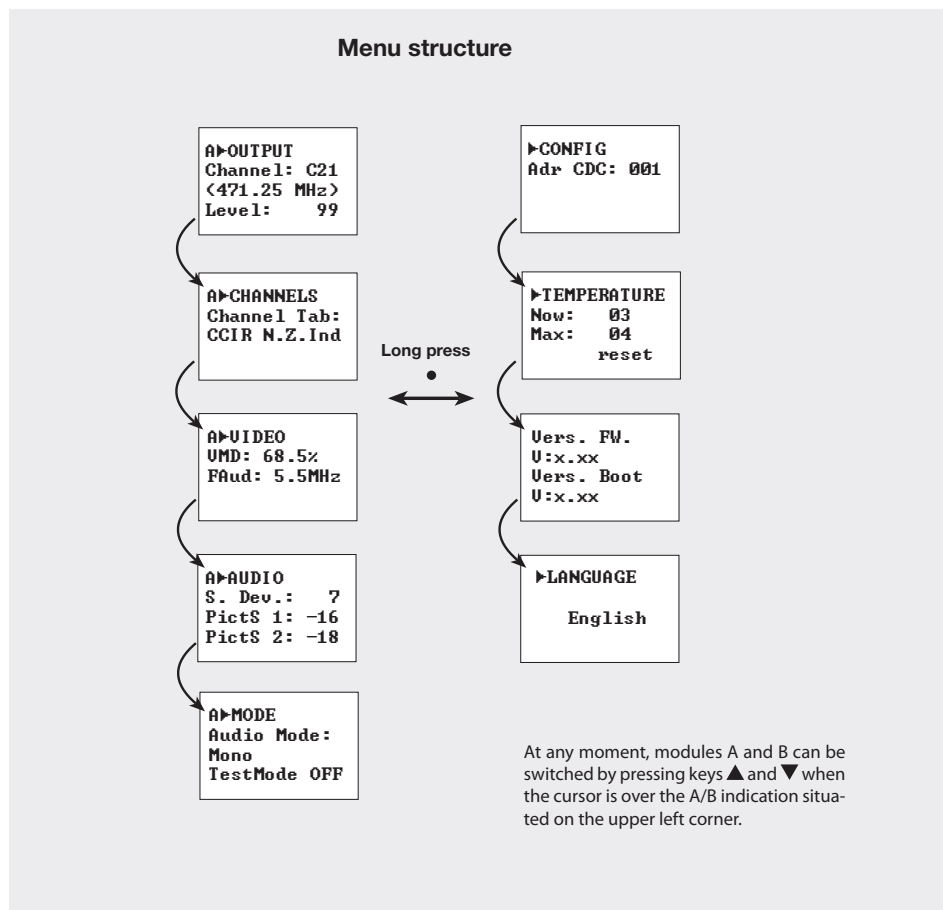 Menu structure
A▶OUTPUT
Channel: C21
(471.25 MHz)
Level: 99
A▶CHANNELS
Channel Tab:
CCIR N.Z.Ind
A▶VIDEO
VMD: 68.5%
FAud: 5.5MHz
A▶AUDIO
S. Dev.: 7
PictS 1: -16
PictS 2: -18
A▶MODE
Audio Mode:
Mono
TestMode OFF
Long press
▶CONFIG
Adr CDC: 001
▶TEMPERATURE
Now: 03
Max: 04
reset
Vers. FW.
V:x.xx
Vers. Boot
V:x.xx
▶LANGUAGE
English
At any moment, modules A and B can be
switched by pressing keys ▲ and ▼ when
the cursor is over the A/B indication situa-
ted on the upper left corner.